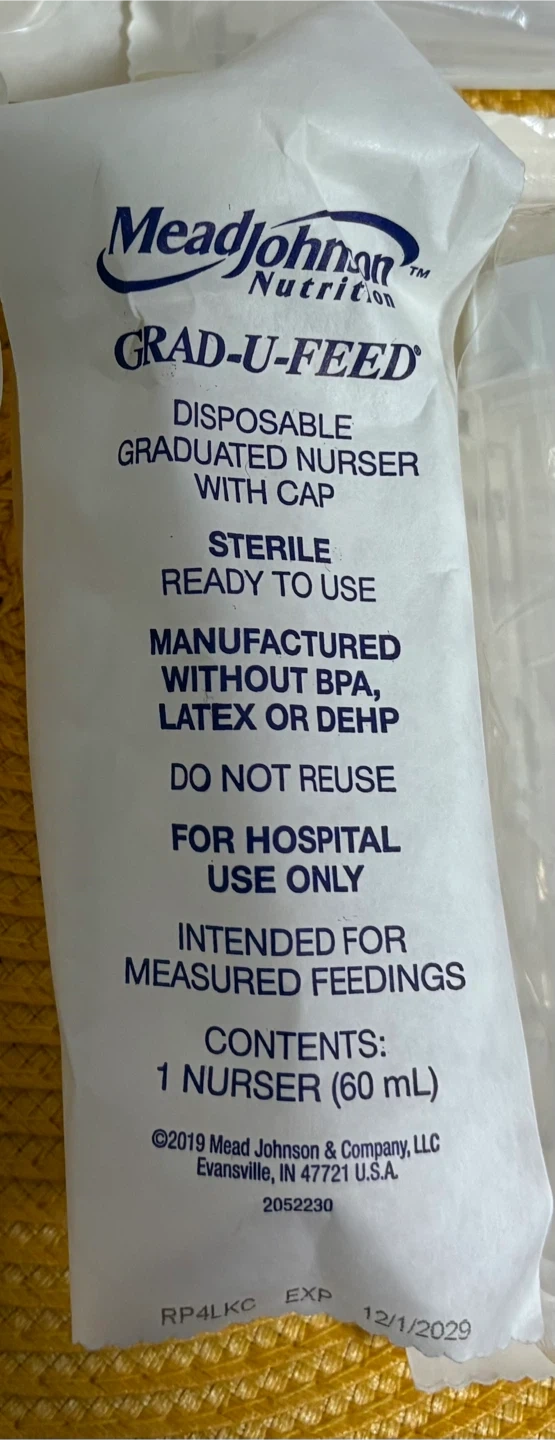 MeadJohnson™
Nutrition
GRAD-U-FEED®
DISPOSABLE
GRADUATED NURSER
WITH CAP
STERILE
READY TO USE
MANUFACTURED
WITHOUT BPA,
LATEX OR DEHP
DO NOT REUSE
FOR HOSPITAL
USE ONLY
INTENDED FOR
MEASURED FEEDINGS
CONTENTS:
1 NURSER (60 mL)
©2019 Mead Johnson & Company, LLC
Evansville, IN 47721 U.S.A.
2052230
RP4LKC EXP 12/1/2029